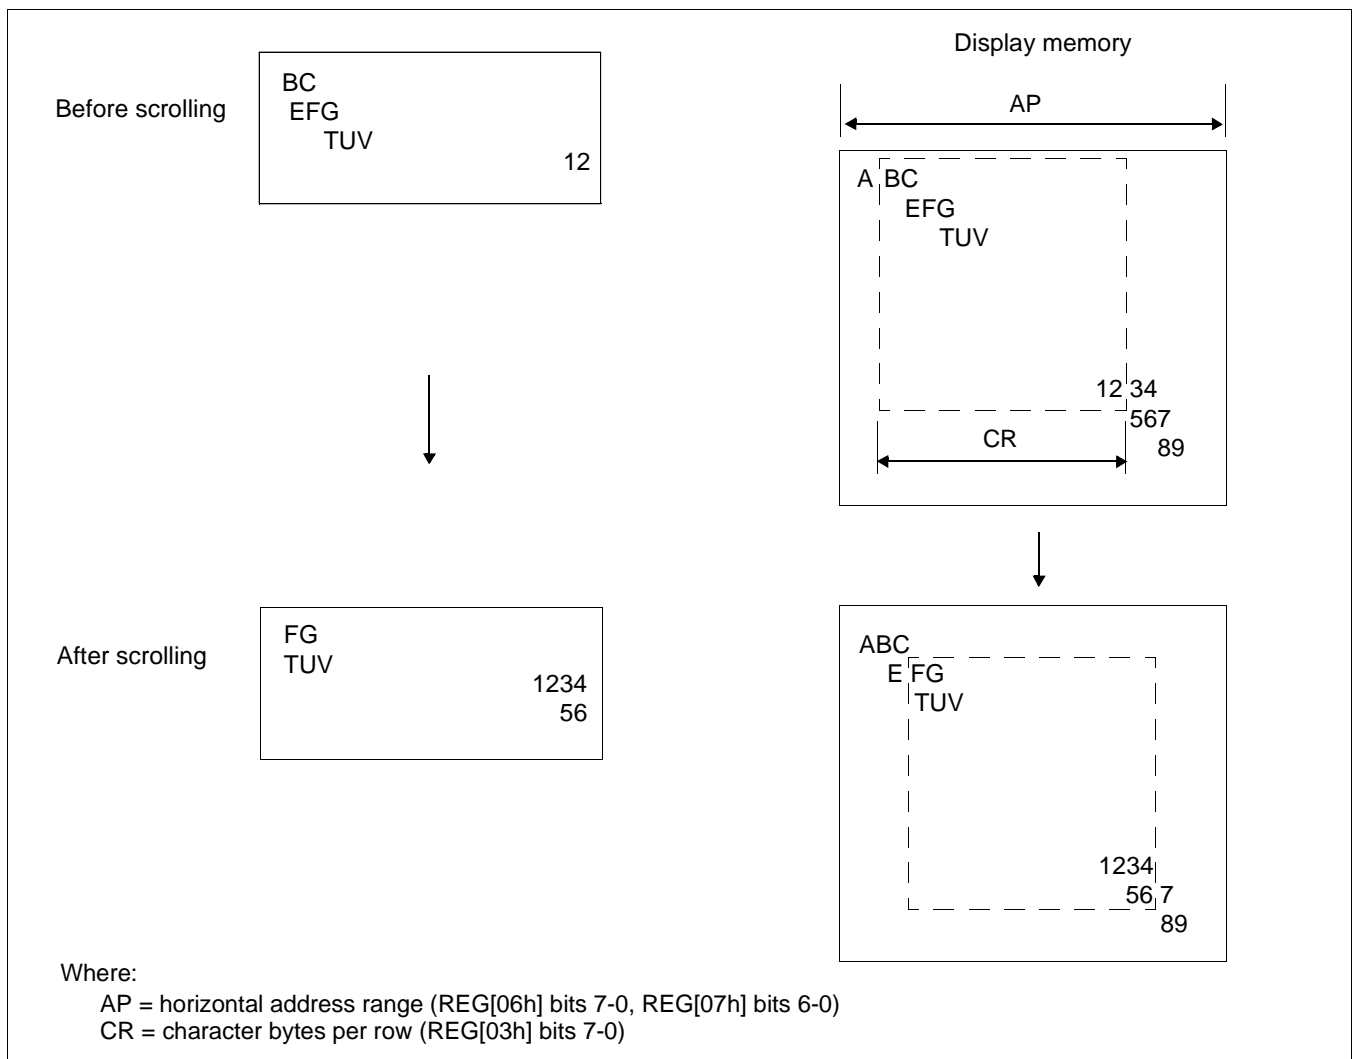 Display memory
Before scrolling
BC
EFG
TUV
12
AP
A BC
EFG
TUV
12 34
567
89
CR
After scrolling
FG
TUV
1234
56
ABC
E FG
TUV
1234
56 7
89
Where:
AP = horizontal address range (REG[06h] bits 7-0, REG[07h] bits 6-0)
CR = character bytes per row (REG[03h] bits 7-0)